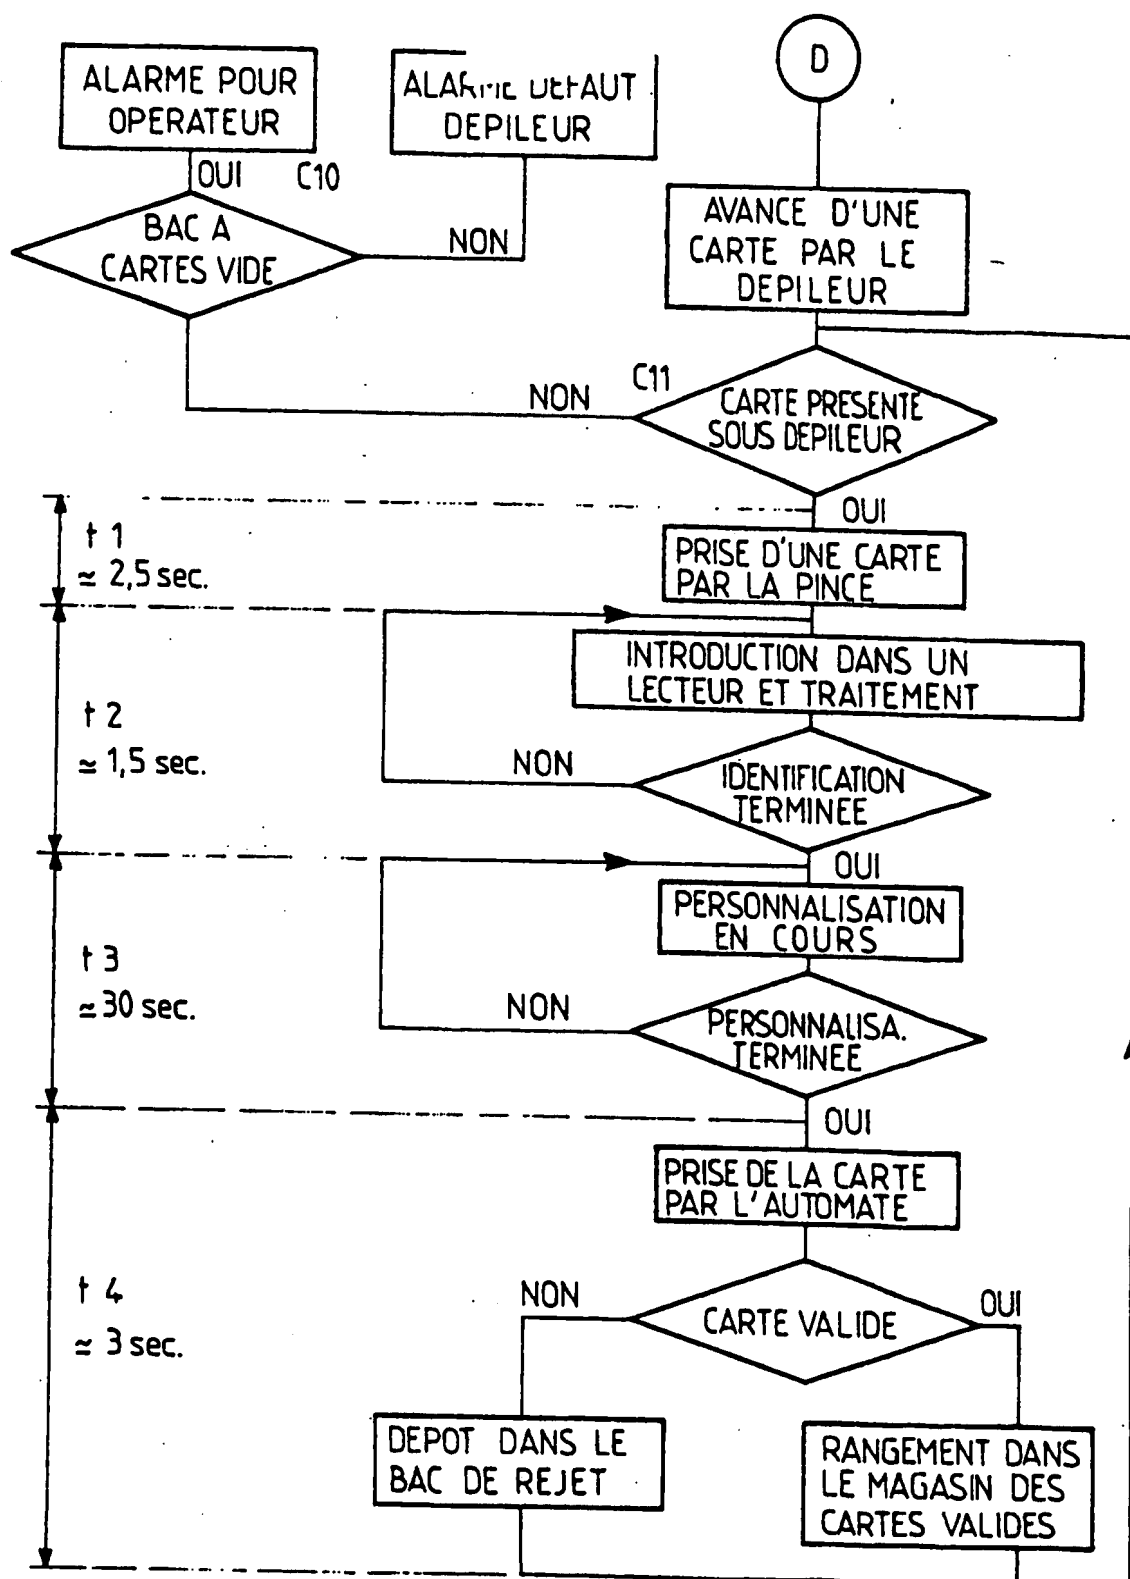 ALARME POUR
OPERATEUR
OUI
C10
BAC A
CARTES VIDE
NON
DEFAUT
DEPILEUR
D
AVANCE D'UNE
CARTE PAR LE
DEPILEUR
C11
NON
CARTE PRESENTE
SOUS DEPILEUR
OUI
t 1
≃ 2,5 sec.
PRISE D'UNE CARTE
PAR LA PINCE
INTRODUCTION DANS UN
LECTEUR ET TRAITEMENT
t 2
≃ 1,5 sec.
NON
IDENTIFICATION
TERMINEE
OUI
PERSONNALISATION
EN COURS
t 3
≃ 30 sec.
NON
PERSONNALISA.
TERMINEE
OUI
PRISE DE LA CARTE
PAR L'AUTOMATE
t 4
≃ 3 sec.
NON
CARTE VALIDE
OUI
DEPOT DANS LE
BAC DE REJET
RANGEMENT DANS
LE MAGASIN DES
CARTES VALIDES